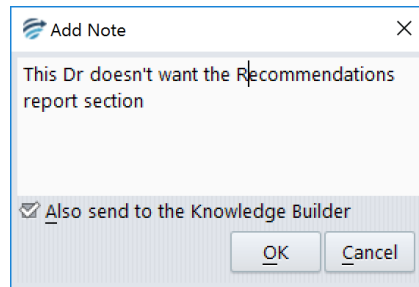 Add Note
This Dr doesn't want the Recommendations
report section
Also send to the Knowledge Builder
OK
Cancel